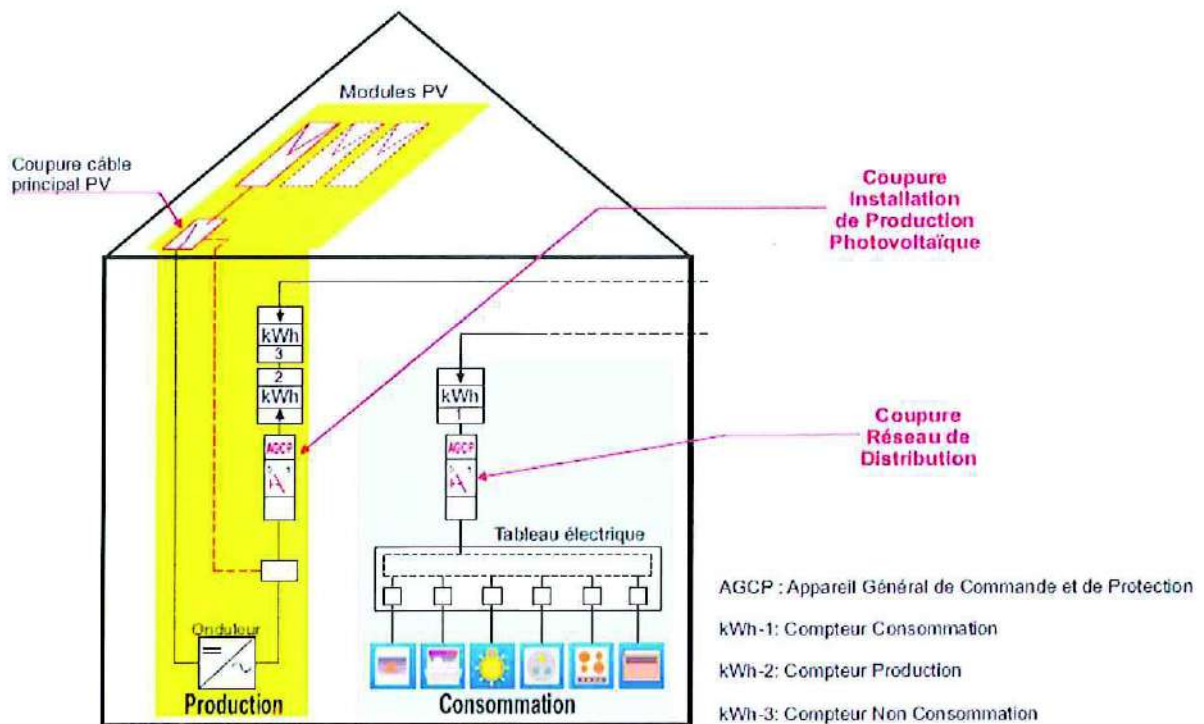 Modules PV
Coupure câble
principal PV
Coupure
Installation
de Production
Photovoltaïque
kWh
3
2
kWh
kWh
1
AGCP
AGCP
Coupure
Réseau de
Distribution
Tableau électrique
Onduleur
Production
Consommation
AGCP : Appareil Général de Commande et de Protection
kWh-1: Compteur Consommation
kWh-2: Compteur Production
kWh-3: Compteur Non Consommation